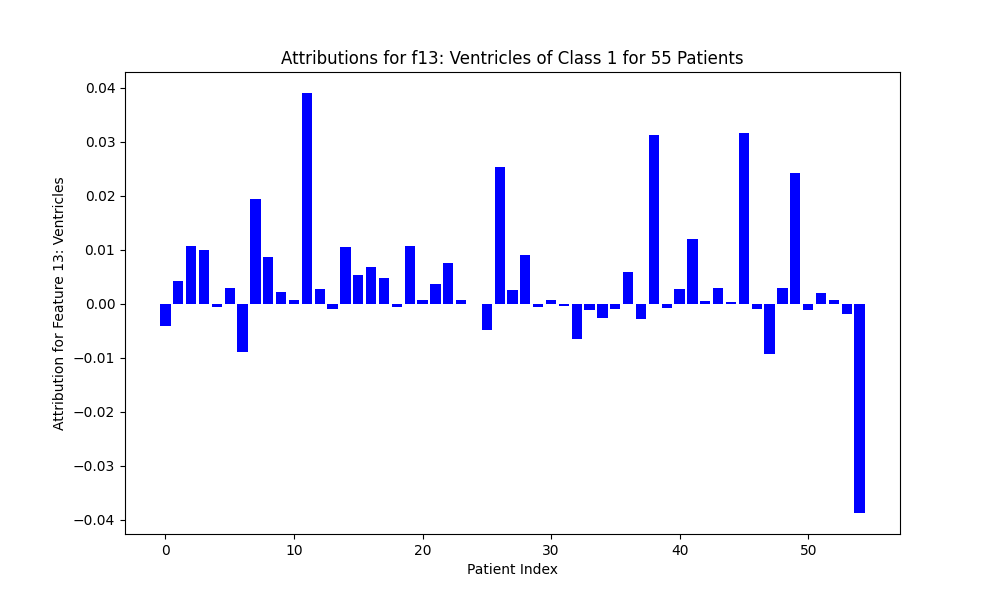 Attributions for f13: Ventricles of Class 1 for 55 Patients
Attribution for Feature 13: Ventricles
0.04
0.03
0.02
0.01
0.00
−0.01
−0.02
−0.03
−0.04
0 10 20 30 40 50
Patient Index